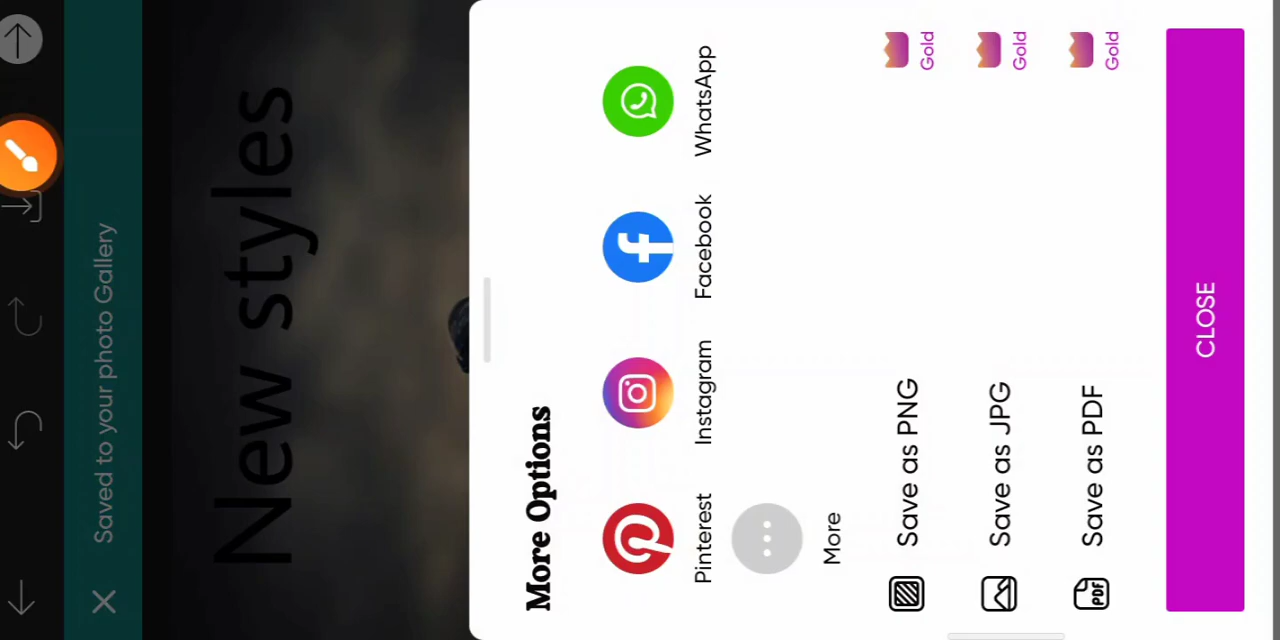 Saved to your photo Gallery
New styles
More Options
Pinterest
Instagram
Facebook
WhatsApp
More
Save as PNG
Gold
Save as JPG
Gold
Save as PDF
Gold
PDF
CLOSE